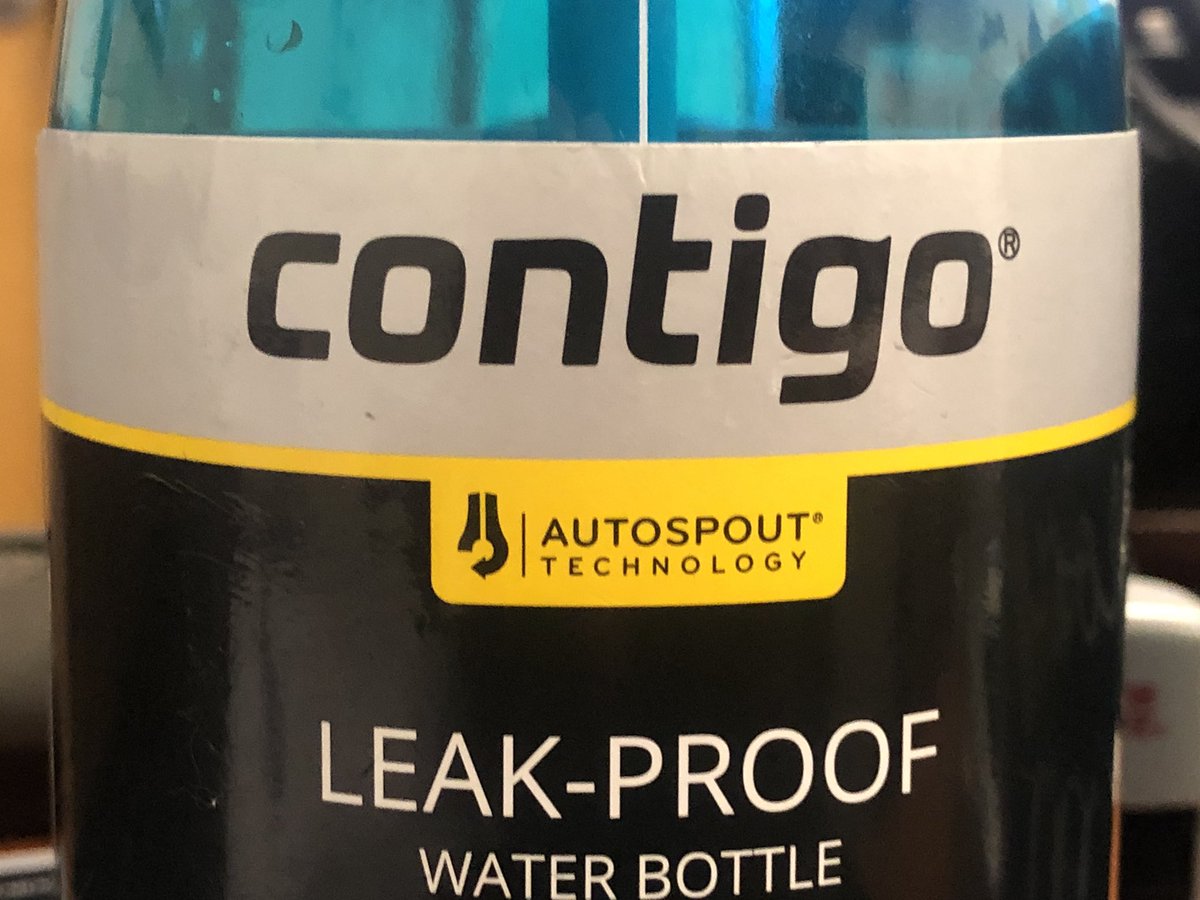 contigo®
AUTOSPOUT®
TECHNOLOGY
LEAK-PROOF
WATER BOTTLE